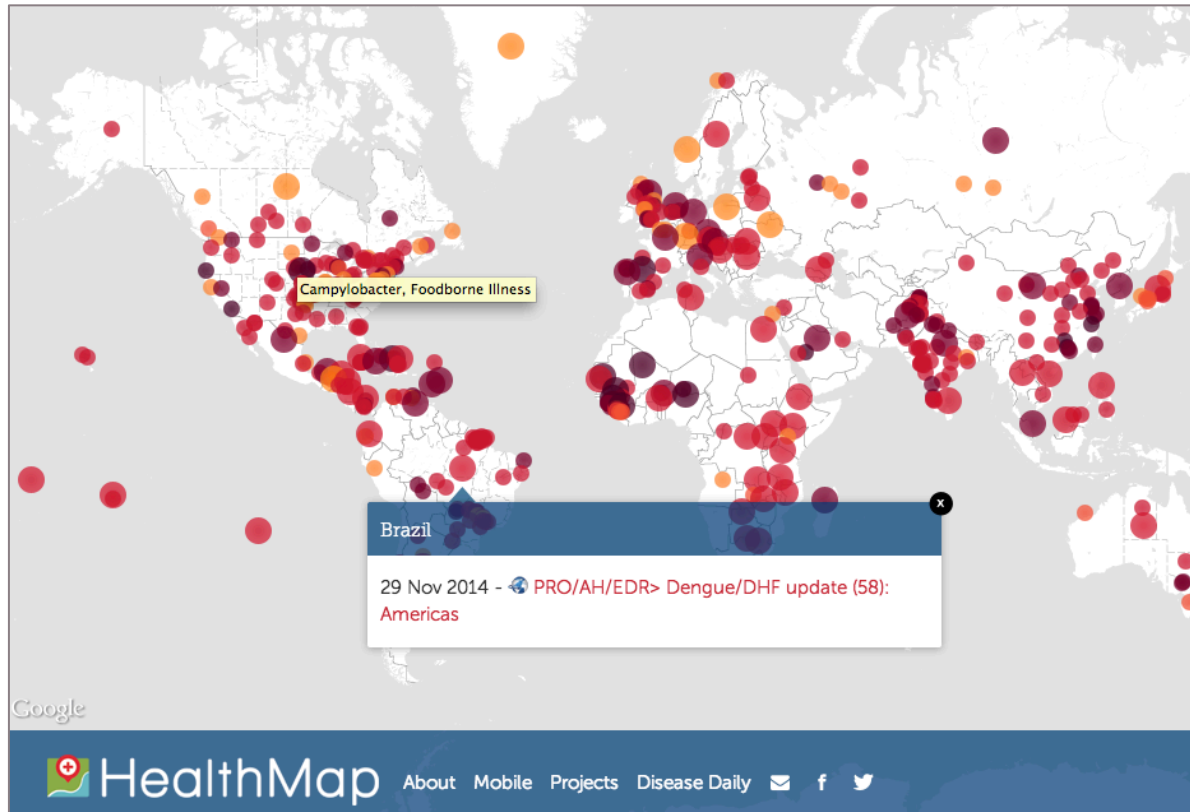 Campylobacter, Foodborne Illness
Brazil
x
29 Nov 2014 - PRO/AH/EDR> Dengue/DHF update (58):
Americas
Google
HealthMap About Mobile Projects Disease Daily f